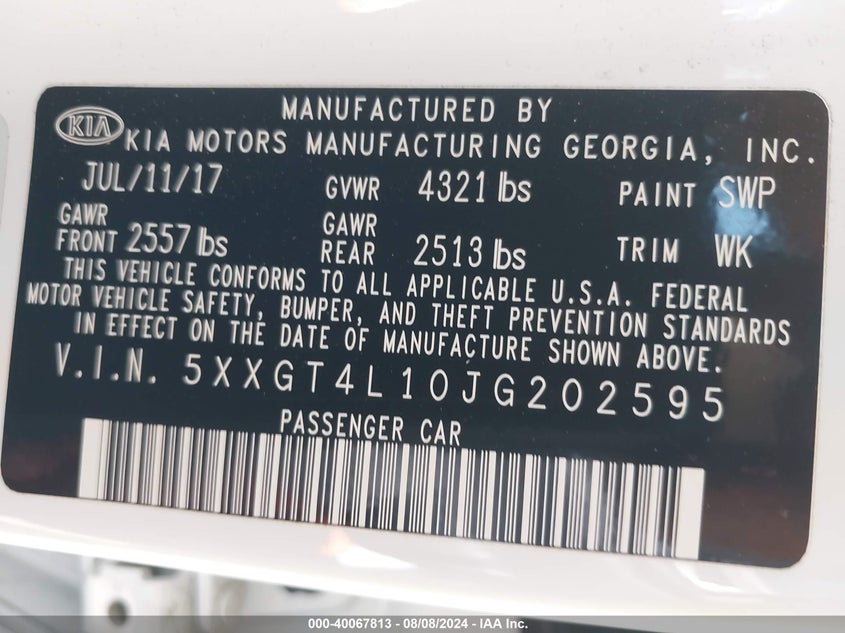 MANUFACTURED BY
KIA KIA MOTORS MANUFACTURING GEORGIA, INC.
JUL/11/17 GVWR 4321 lbs PAINT SWP
GAWR FRONT 2557 lbs GAWR REAR 2513 lbs TRIM WK
THIS VEHICLE CONFORMS TO ALL APPLICABLE U.S.A. FEDERAL
MOTOR VEHICLE SAFETY, BUMPER, AND THEFT PREVENTION STANDARDS
IN EFFECT ON THE DATE OF MANUFACTURE SHOWN ABOVE.
V.I.N. 5XXGT4L10JG202595
PASSENGER CAR
000-40067813 - 08/08/2024 - IAA Inc.